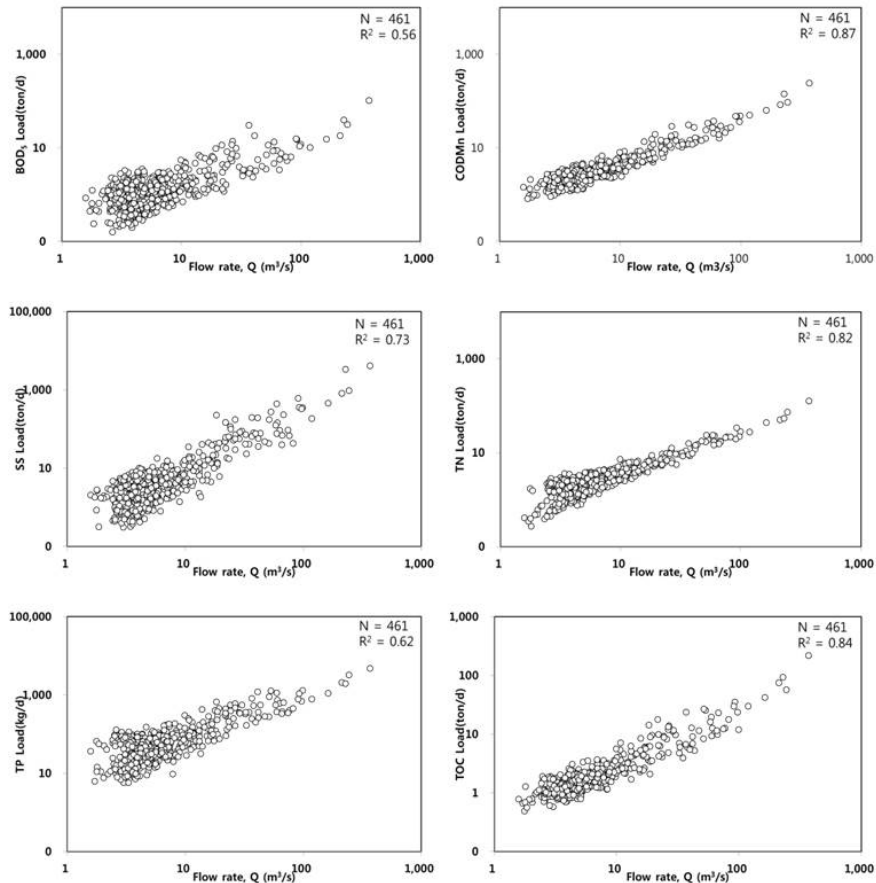 N = 461
R² = 0.56
1,000
10
0
BOD₅ Load(ton/d)
1 10 100 1,000
Flow rate, Q (m³/s)
N = 461
R² = 0.87
1,000
10
0
CODMn Load(ton/d)
1 10 100 1,000
Flow rate, Q (m3/s)
100,000
N = 461
R² = 0.73
1,000
10
0
SS Load(ton/d)
1 10 100 1,000
Flow rate, Q (m³/s)
N = 461
R² = 0.82
1,000
10
0
TN Load(ton/d)
1 10 100 1,000
Flow rate, Q (m³/s)
100,000
N = 461
R² = 0.62
1,000
10
TP Load(kg/d)
1 10 100 1,000
Flow rate, Q (m³/s)
1,000
N = 461
R² = 0.84
100
10
1
TOC Load(ton/d)
1 10 100 1,000
Flow rate, Q (m³/s)